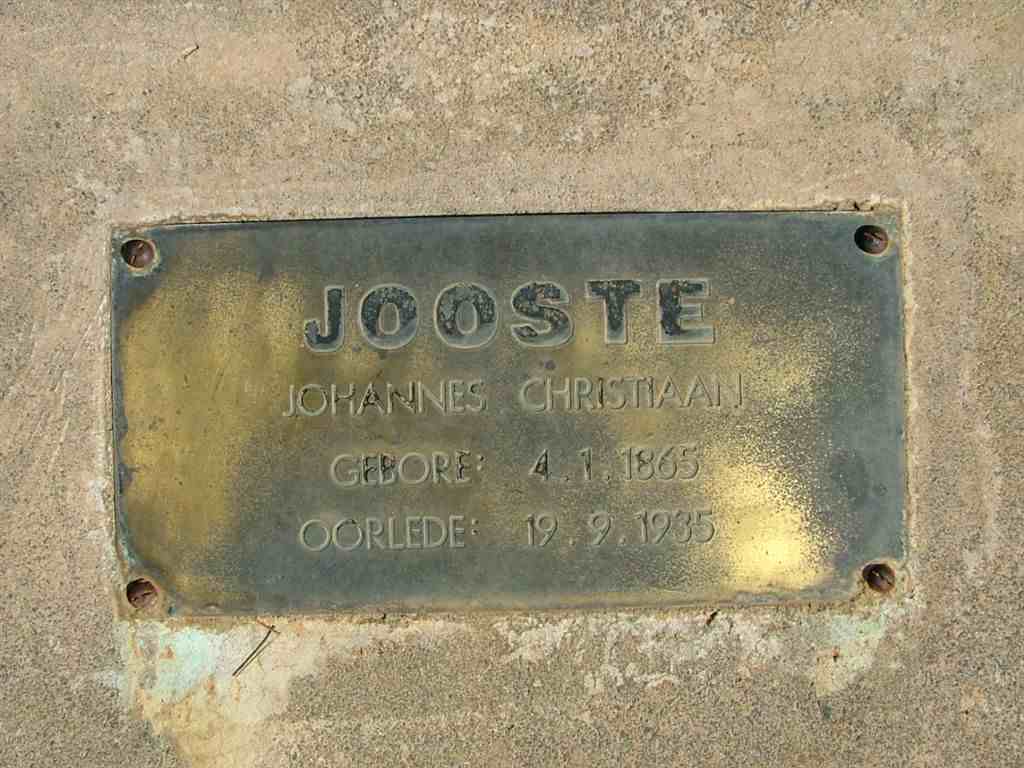 JOOSTE
JOHANNES CHRISTIAAN
GEBORE: 4.1.1865
OORLEDE: 19.9.1935